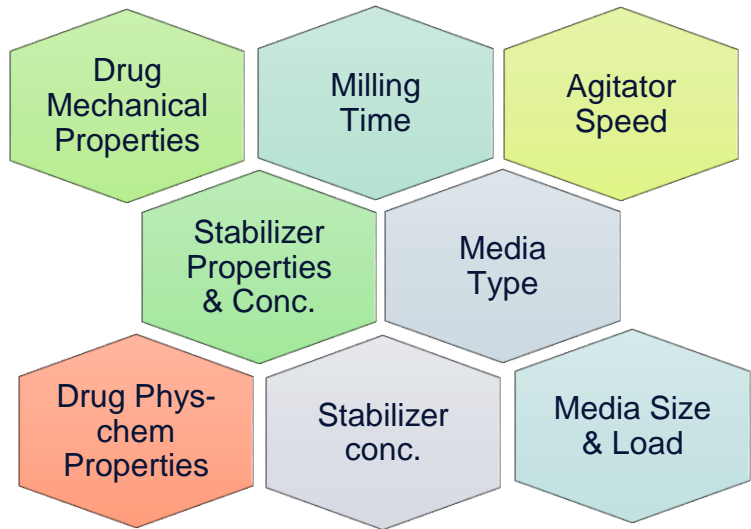 Drug
Mechanical
Properties
Milling
Time
Agitator
Speed
Stabilizer
Properties
& Conc.
Media
Type
Drug Phys-
chem
Properties
Stabilizer
conc.
Media Size
& Load